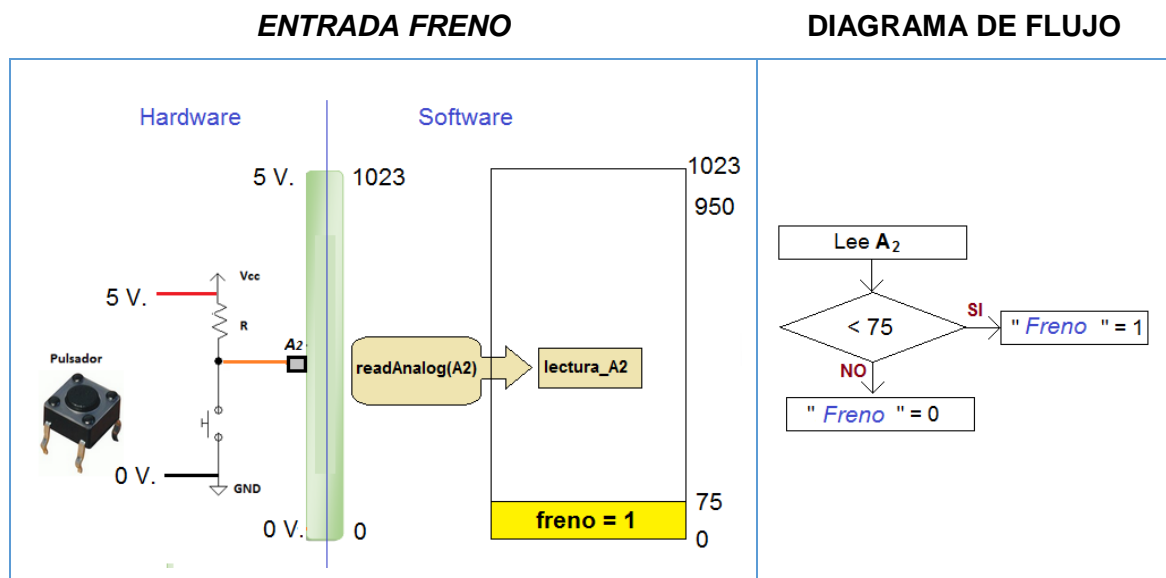 ENTRADA FRENO
DIAGRAMA DE FLUJO
Hardware
Software
5 V.
1023
1023
950
Vcc
5 V.
R
A2
Pulsador
readAnalog(A2)
lectura_A2
H
0 V.
GND
0 V.
0
75
freno = 1
0
Lee A2
< 75
SI
" Freno " = 1
NO
" Freno " = 0